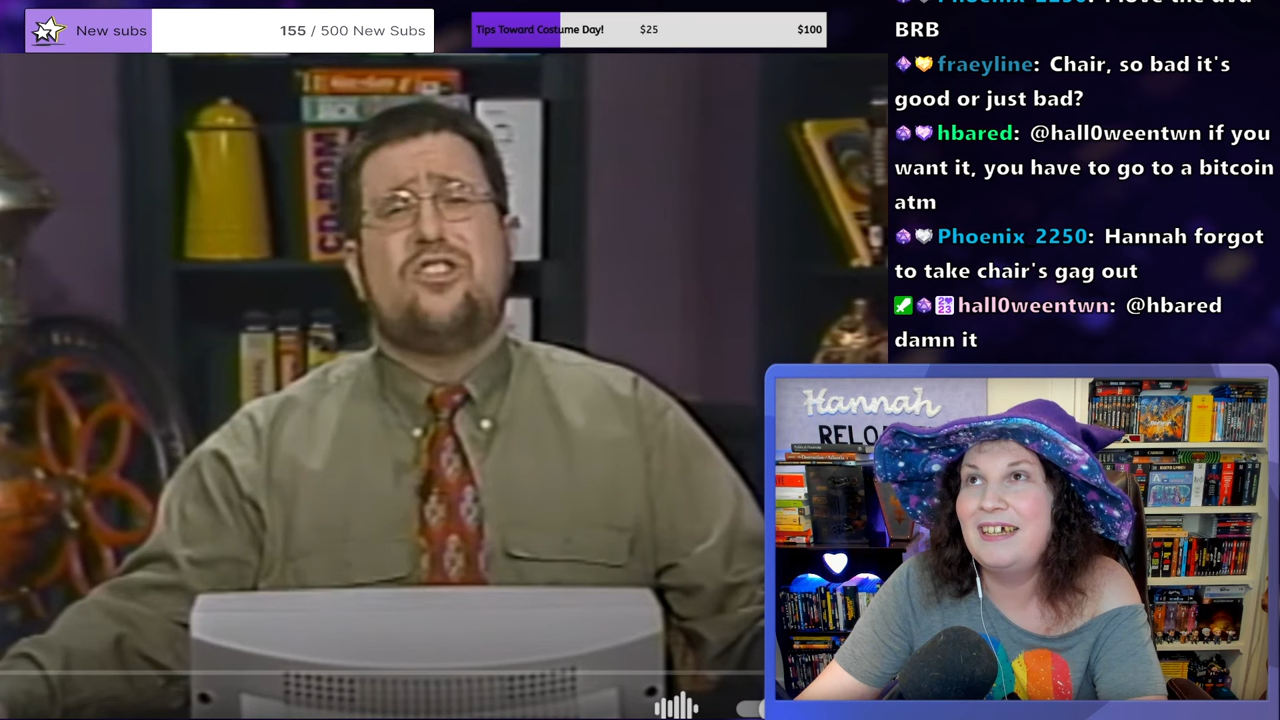 New subs
155 / 500 New Subs
Tips Toward Costume Day!
$25
$100
BRB
fraeyline: Chair, so bad it's
good or just bad?
hbared: @hall0weentwn if you
want it, you have to go to a bitcoin
atm
Phoenix_2250: Hannah forgot
to take chair's gag out
hall0weentwn: @hbared
damn it
CD-ROM
Hannah
RELO